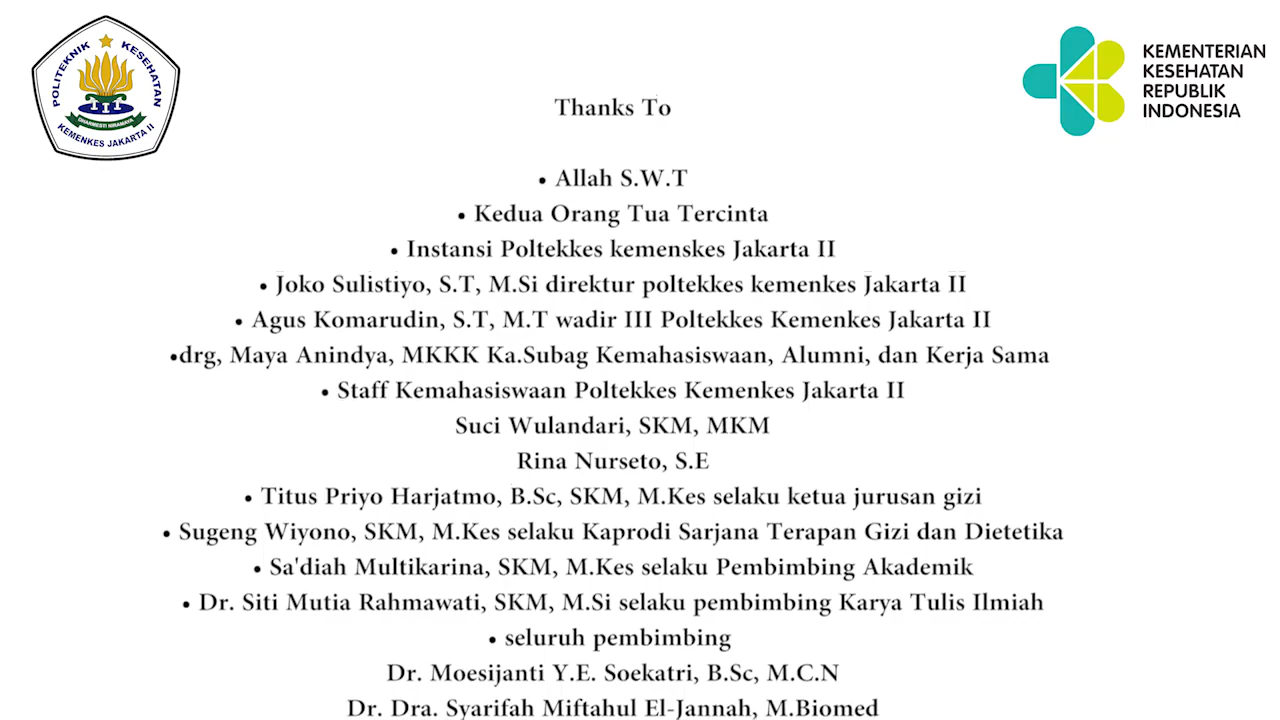 POLITEKNIK KESEHATAN
DHARMESTI NIRAMAYA
KEMENKES JAKARTA II
KEMENTERIAN
KESEHATAN
REPUBLIK
INDONESIA
Thanks To
• Allah S.W.T
• Kedua Orang Tua Tercinta
• Instansi Poltekkes kemenskes Jakarta II
• Joko Sulistiyo, S.T, M.Si direktur poltekkes kemenkes Jakarta II
• Agus Komarudin, S.T, M.T wadir III Poltekkes Kemenkes Jakarta II
•drg, Maya Anindya, MKKK Ka.Subag Kemahasiswaan, Alumni, dan Kerja Sama
• Staff Kemahasiswaan Poltekkes Kemenkes Jakarta II
Suci Wulandari, SKM, MKM
Rina Nurseto, S.E
• Titus Priyo Harjatmo, B.Sc, SKM, M.Kes selaku ketua jurusan gizi
• Sugeng Wiyono, SKM, M.Kes selaku Kaprodi Sarjana Terapan Gizi dan Dietetika
• Sa'diah Multikarina, SKM, M.Kes selaku Pembimbing Akademik
• Dr. Siti Mutia Rahmawati, SKM, M.Si selaku pembimbing Karya Tulis Ilmiah
• seluruh pembimbing
Dr. Moesijanti Y.E. Soekatri, B.Sc, M.C.N
Dr. Dra. Syarifah Miftahul El-Jannah, M.Biomed